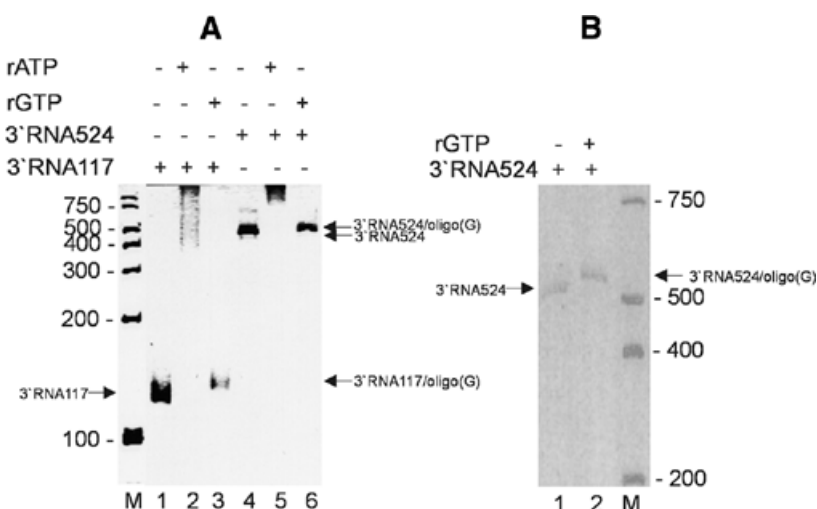 A
rATP - + - - + -
rGTP - - + - - +
3`RNA524 - - - + + +
3`RNA117 + + + - - -
750 -
500 -
400 -
300 -
200 -
100 -
3`RNA524/oligo(G)
3`RNA524
3`RNA117/oligo(G)
3`RNA117
M 1 2 3 4 5 6
B
rGTP - +
3`RNA524 + +
- 750
3`RNA524/oligo(G)
3`RNA524
- 500
- 400
- 200
1 2 M